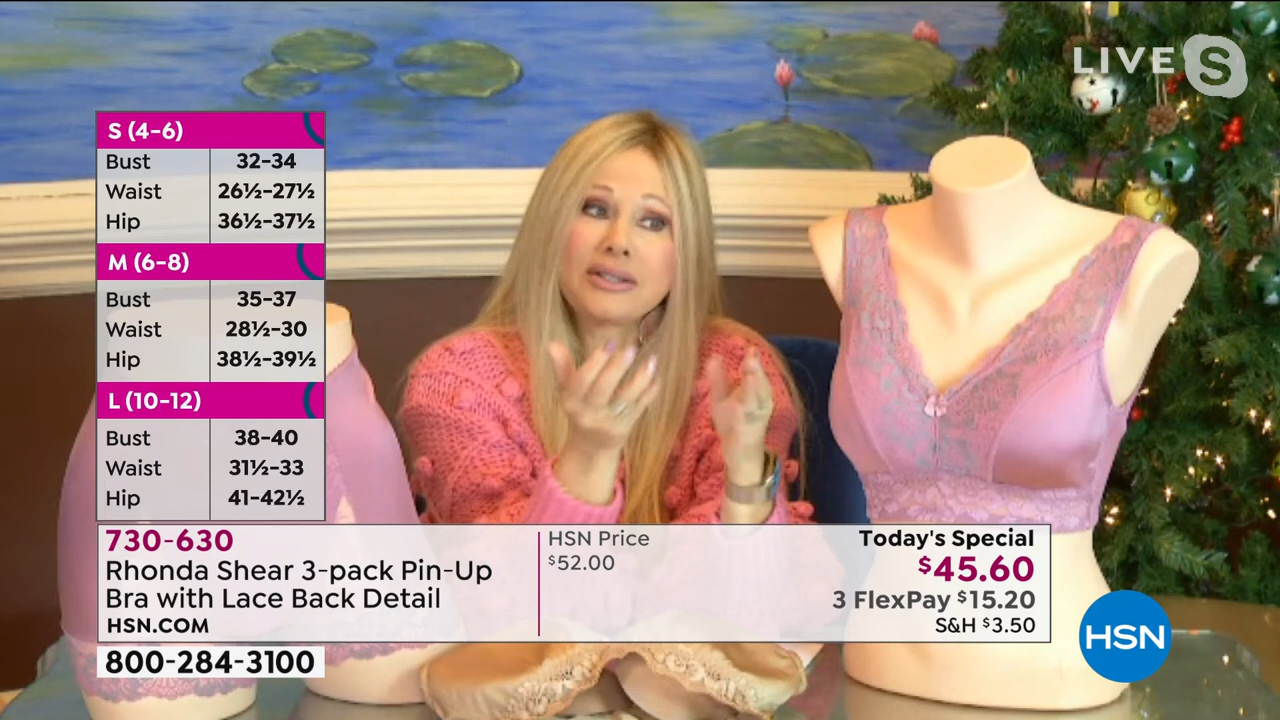 LIVE S
S (4-6)
Bust 32-34
Waist 26½-27½
Hip 36½-37½
M (6-8)
Bust 35-37
Waist 28½-30
Hip 38½-39½
L (10-12)
Bust 38-40
Waist 31½-33
Hip 41-42½
730-630
Rhonda Shear 3-pack Pin-Up
Bra with Lace Back Detail
HSN.COM
HSN Price
$52.00
Today's Special
$45.60
3 FlexPay $15.20
S&H $3.50
HSN
800-284-3100